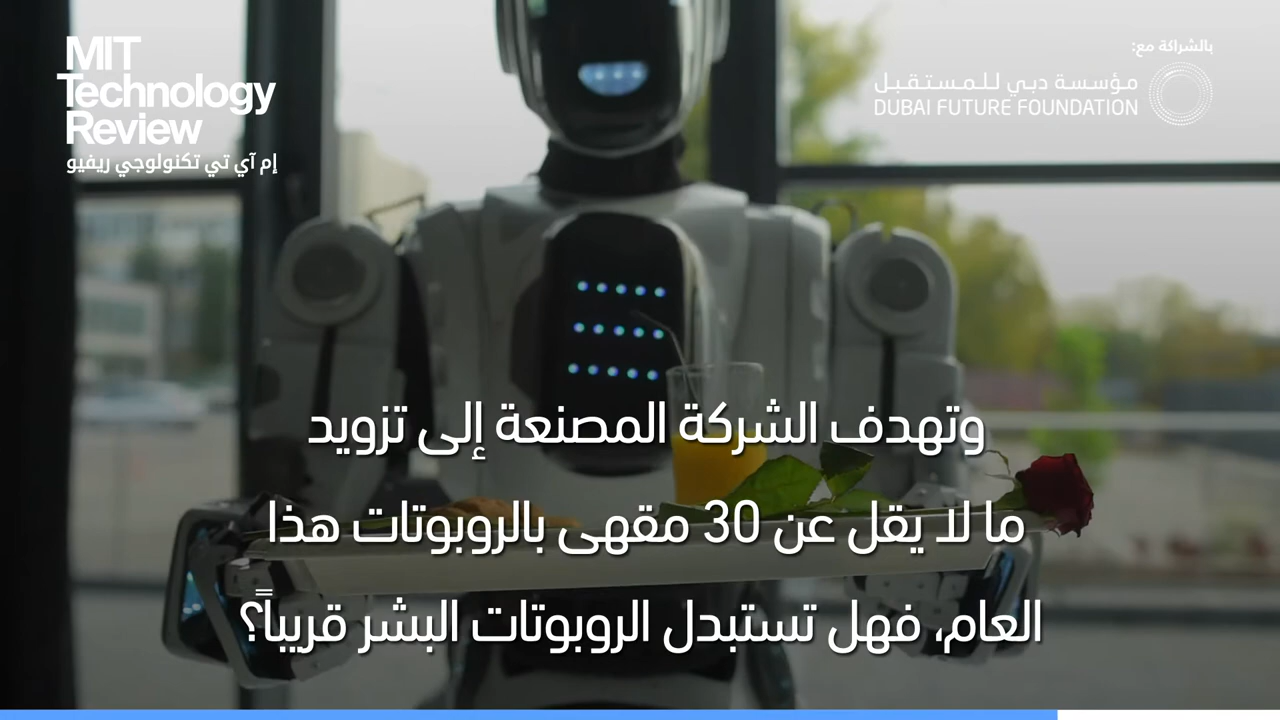 MIT
Technology
Review
إم آي تي تكنولوجي ريفيو
بالشراكة مع:
مؤسسة دبي للمستقبل
DUBAI FUTURE FOUNDATION
وتهدف الشركة المصنعة إلى تزويد
ما لا يقل عن 30 مقهى بالروبوتات هذا
العام، فهل تستبدل الروبوتات البشر قريباً؟